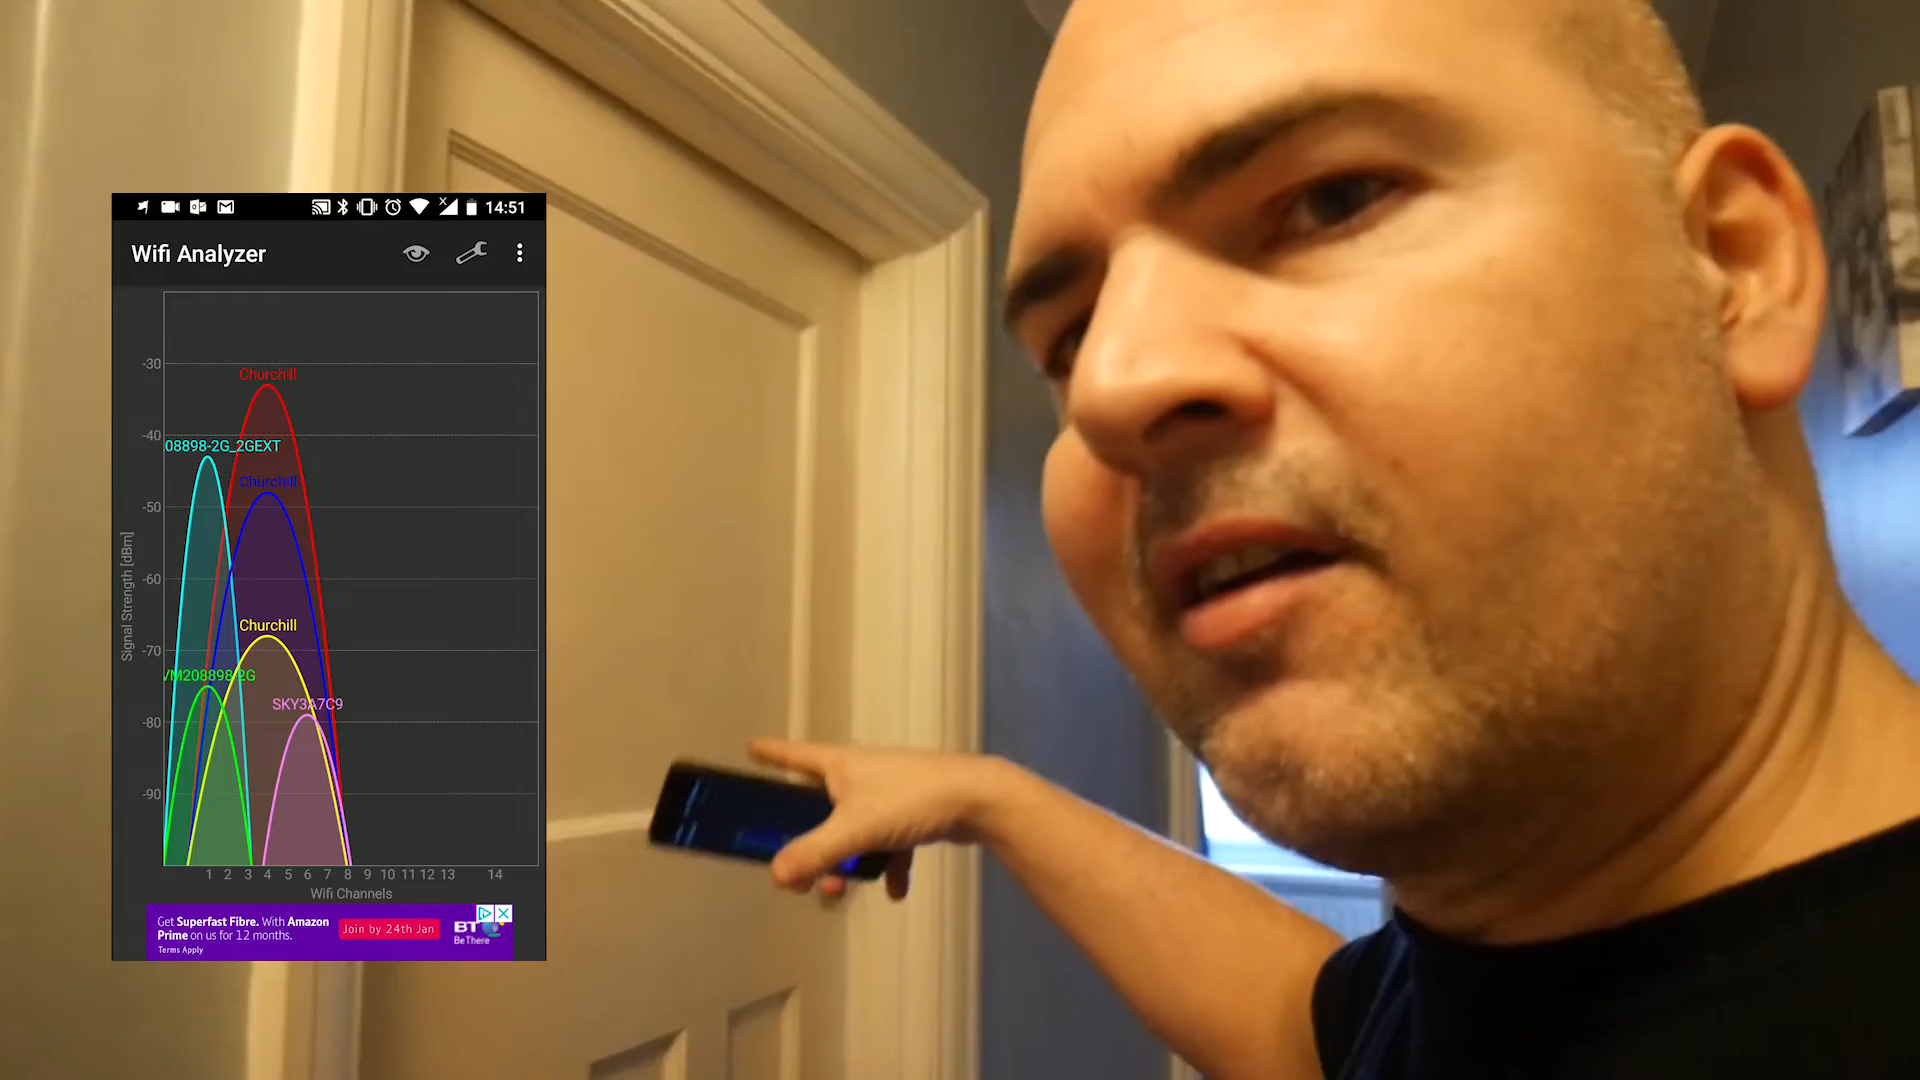 14:51
Wifi Analyzer
-30
Churchill
-40
08898-2G_2GEXT
Churchill
-50
-60
Signal Strength [dBm]
Churchill
-70
VM208898-2G
SKY3A7C9
-80
-90
1 2 3 4 5 6 7 8 9 10 11 12 13 14
Wifi Channels
Get Superfast Fibre. With Amazon
Prime on us for 12 months.
Terms Apply
Join by 24th Jan
BT
Be There